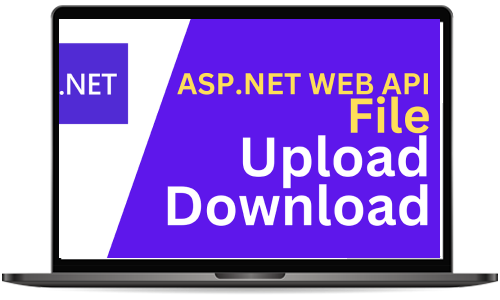 .NET
ASP.NET WEB API
File
Upload
Download